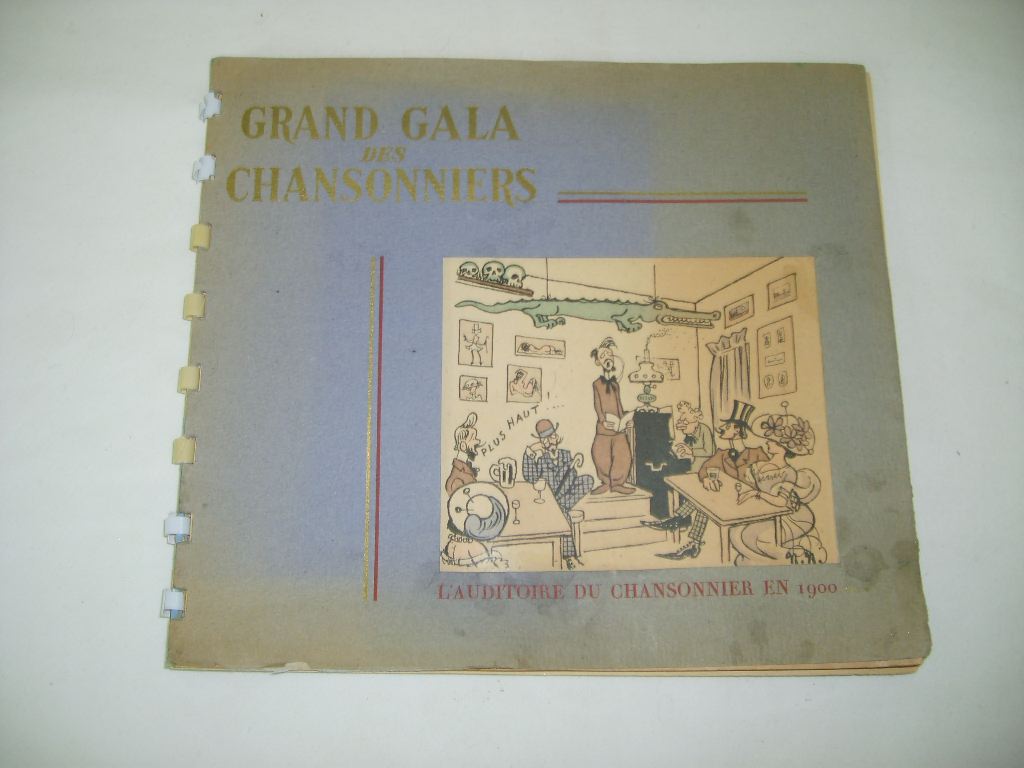 GRAND GALA
DES
CHANSONNIERS
PLUS HAUT!....
L'AUDITOIRE DU CHANSONNIER EN 1900